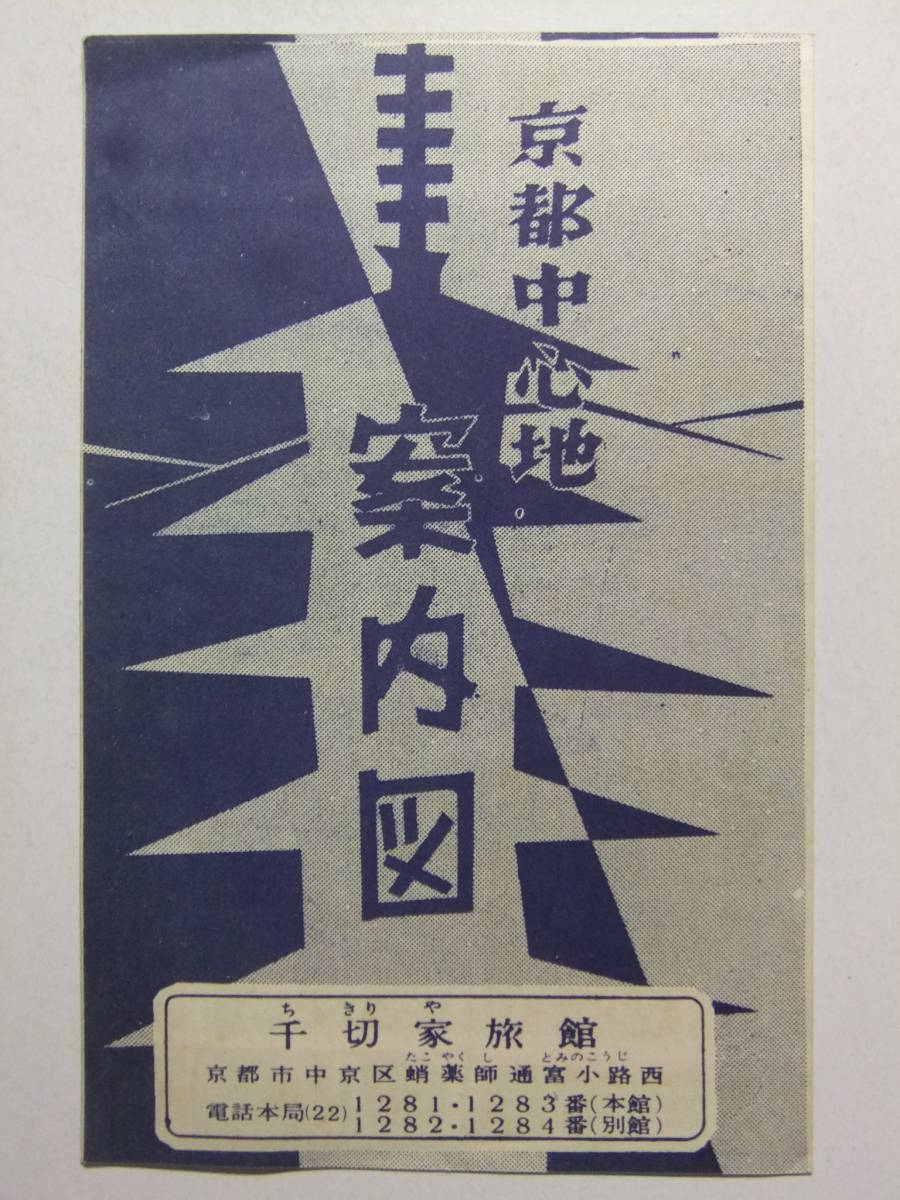 京都中心地
案内図
ち きり や
千切家旅館
たこ やく し とみのこうじ
京都市中京区蛸薬師通富小路西
電話本局(22) 1281・1283番(本館)
1282・1284番(別館)